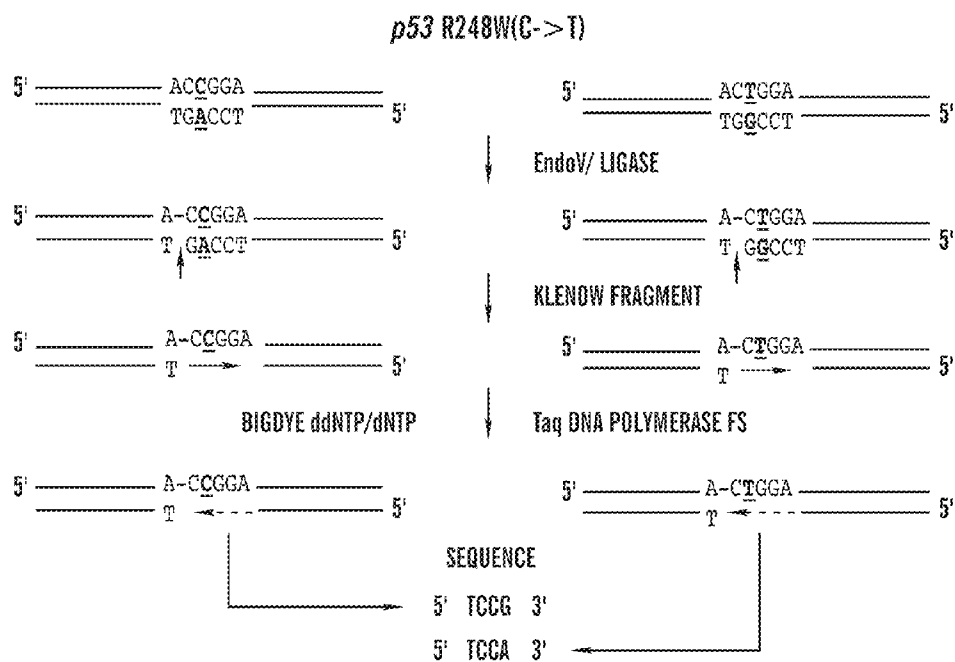 p53 R248W(C->T)
5' ACCGGA
TGACCT 5'
5' ACTGGA
TGGCCT 5'
EndoV/ LIGASE
5' A-CCGGA
T GACCT 5'
5' A-CTGGA
T GGCCT 5'
KLENOW FRAGMENT
5' A-CCGGA
T 5'
5' A-CTGGA
T 5'
BIGDYE ddNTP/dNTP
Taq DNA POLYMERASE FS
5' A-CCGGA
T 5'
5' A-CTGGA
T 5'
SEQUENCE
5' TCCG 3'
5' TCCA 3'